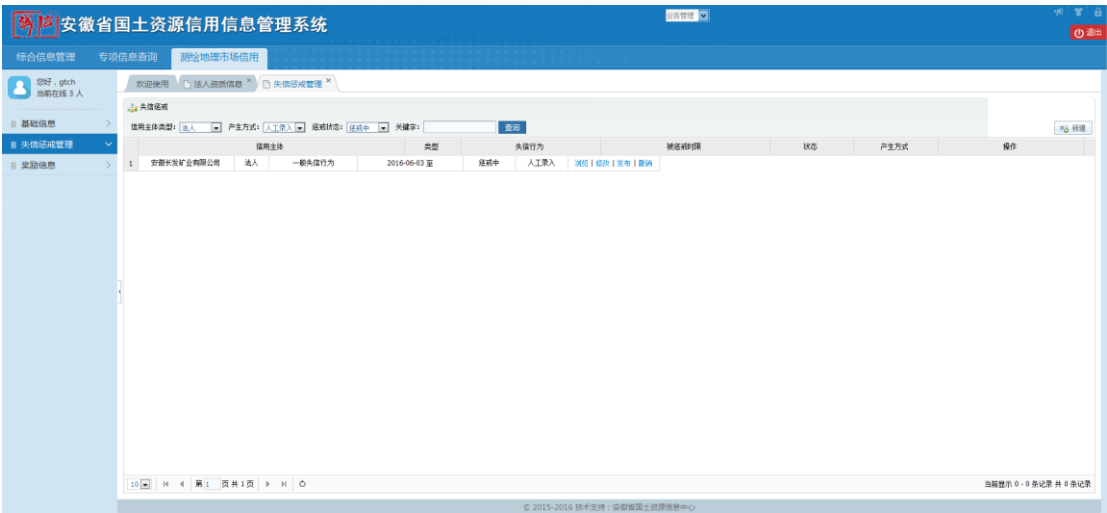 诚信 安徽省国土资源信用信息管理系统
业务管理
退出
综合信息管理 专项信息查询 测绘地理市场信用
您好，gtch
当前在线 3 人
欢迎使用 法人资质信息 × 失信惩戒管理 ×
失信惩戒
基础信息
信用主体类型： 法人 产生方式： 人工录入 惩戒状态： 惩戒中 关键字： 查询
新建
失信惩戒管理
信用主体 类型 失信行为 被惩戒时限 状态 产生方式 操作
奖励信息
1 安徽长发矿业有限公司 法人 一般失信行为 2016-06-03 至 惩戒中 人工录入 浏览 | 修改 | 发布 | 撤销
10 第 1 页 共 1 页
当前显示 0 - 0 条记录 共 0 条记录
© 2015-2016 技术支持：安徽省国土资源信息中心